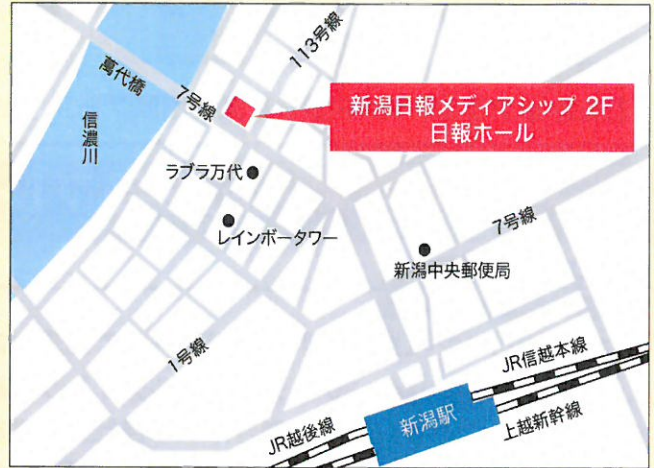 113号線
萬代橋
7号線
新潟日報メディアシップ 2F
日報ホール
信濃川
ラブラ万代
レインボータワー
7号線
新潟中央郵便局
1号線
JR信越本線
新潟駅
上越新幹線
JR越後線